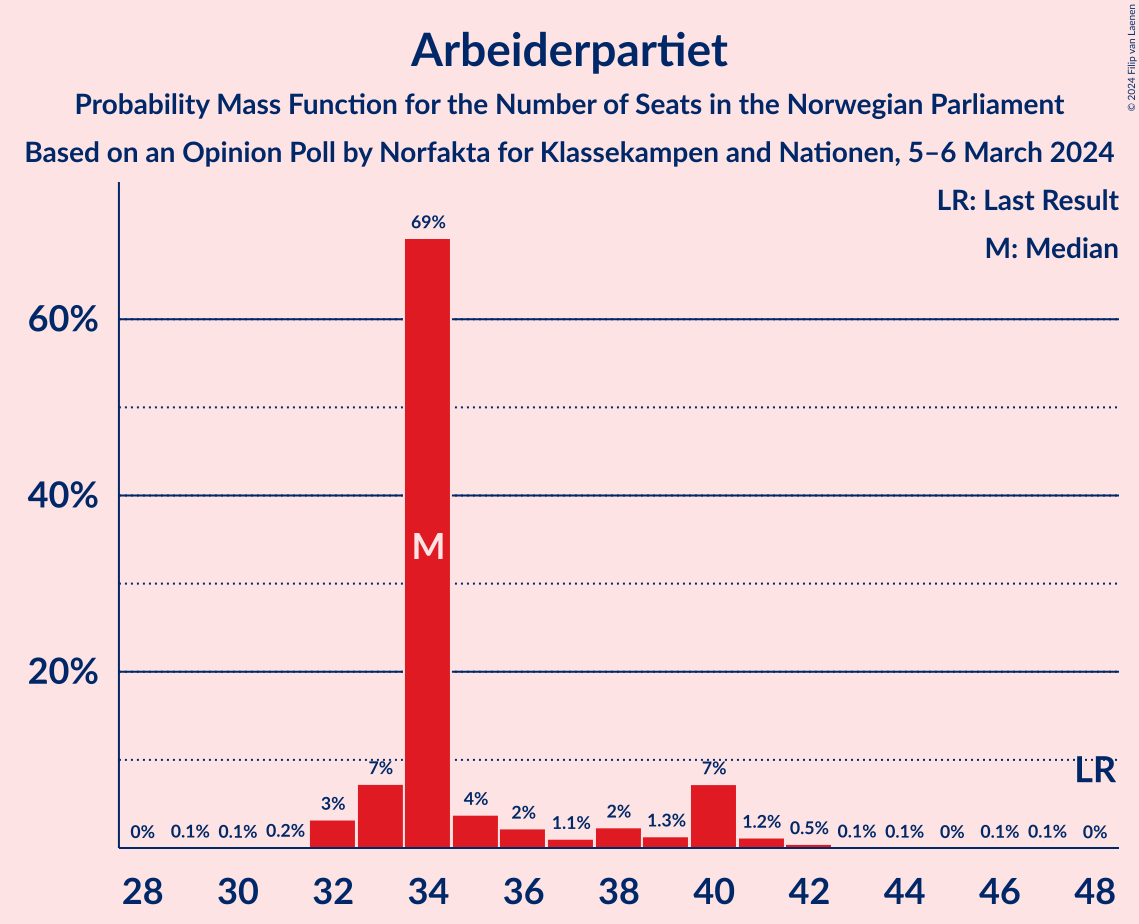 Arbeiderpartiet
Probability Mass Function for the Number of Seats in the Norwegian Parliament
Based on an Opinion Poll by Norfakta for Klassekampen and Nationen, 5–6 March 2024
© 2024 Filip van Laenen
LR: Last Result
M: Median
69%
60%
40%
M
20%
LR
7% 7%
3% 4% 2% 1.1% 2% 1.3% 1.2% 0.5%
0% 0.1% 0.1% 0.2% 0.1% 0.1% 0% 0.1% 0.1% 0%
28 30 32 34 36 38 40 42 44 46 48